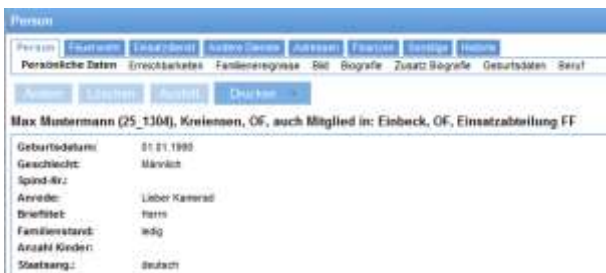 Person
Person Feuerwehr Einsatzdienst Andere Dienste Adressen Finanzen Sonstige Historie
Persönliche Daten Erreichbarkeiten Familienereignisse Bild Biografie Zusatz Biografie Geburtsdaten Beruf
Ändern Löschen Austritt Drucken
Max Mustermann (25_1304), Kreiensen, OF, auch Mitglied in: Einbeck, OF, Einsatzabteilung FF
Geburtsdatum: 01.01.1980
Geschlecht: Männlich
Spind-Nr.:
Anrede: Lieber Kamerad
Brieftitel: Herrn
Familienstand: ledig
Anzahl Kinder:
Staatsang.: deutsch